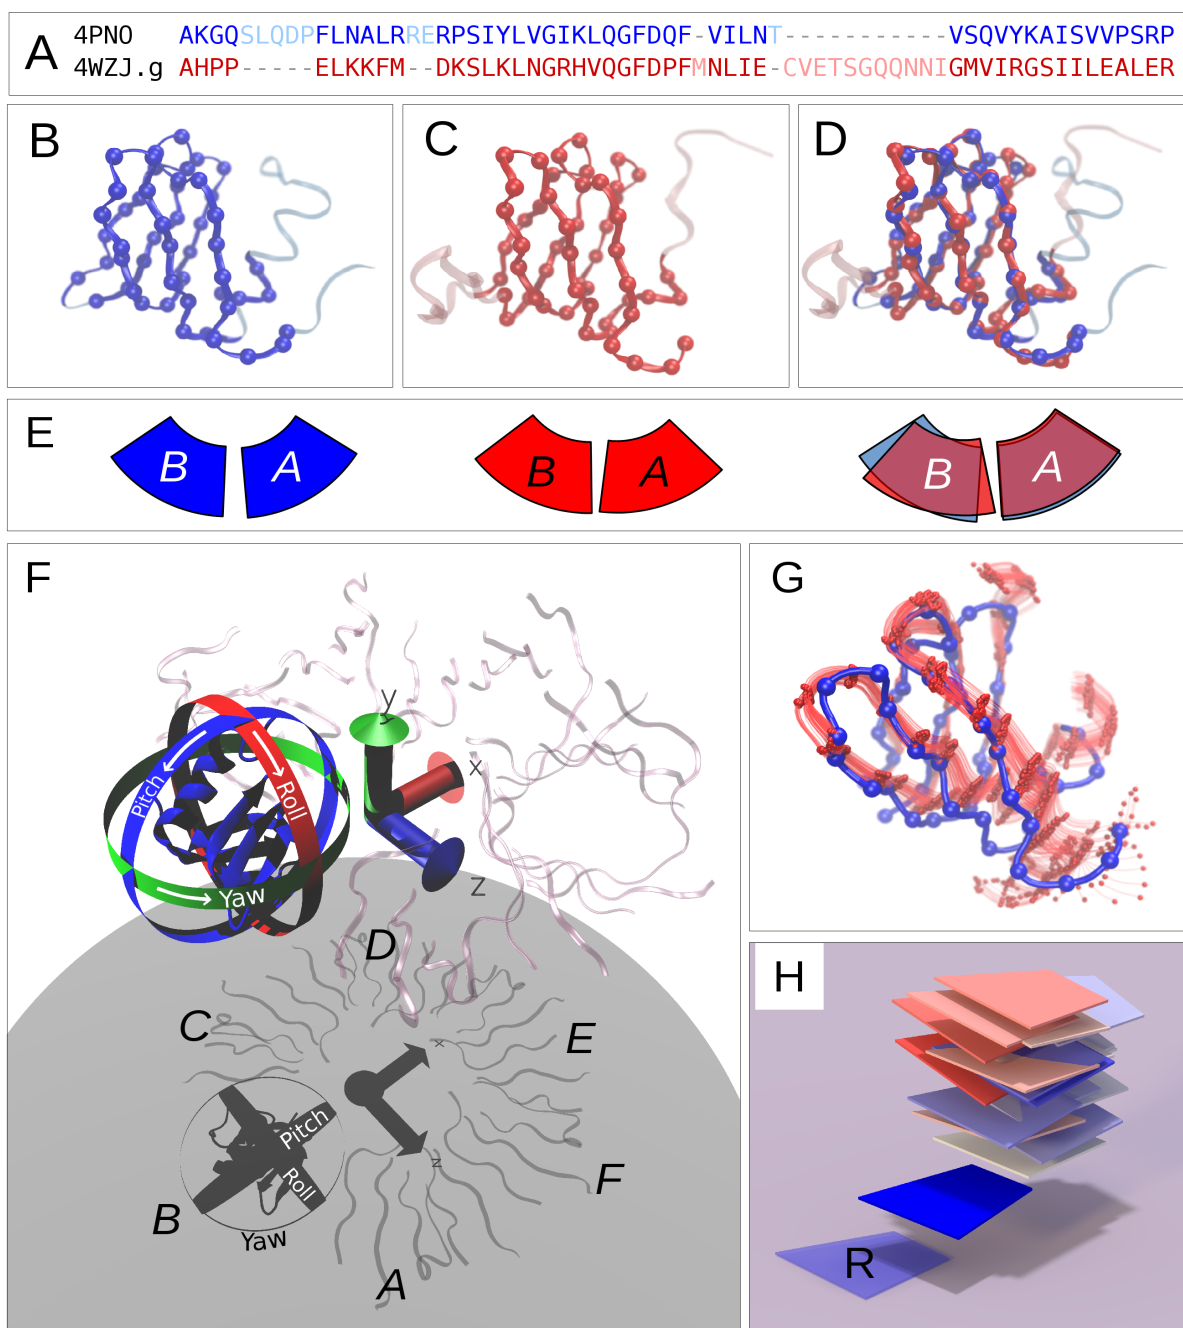 A
4PNO AKGQSLQDPFLNALRRERPSIYLVGIKLQGFDQF-VILNT-----------VSQVYKAISVVPSRP
4WZJ.g AHPP-----ELKKFM--DKSLKLNGRHVQGFDPFMNLIE-CVETSGQQNNIGMVIRGSIILEALER
B
C
D
E
B
A
B
A
B
A
F
y
x
z
Pitch
Roll
Yaw
D
C
E
x
Pitch
Roll
z
F
B
Yaw
A
G
H
R